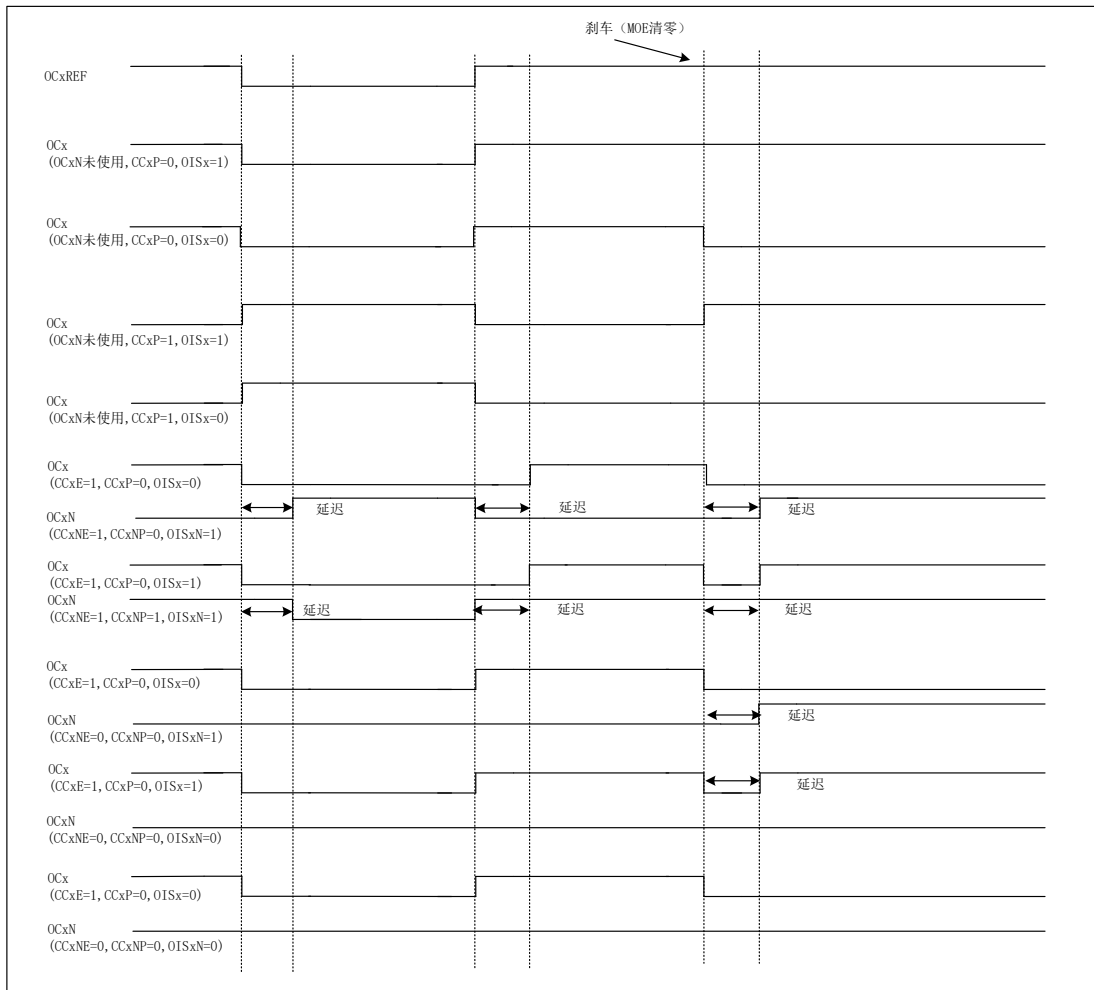 刹车（MOE清零）
OCxREF
OCx
(OCxN未使用,CCxP=0,OISx=1)
OCx
(OCxN未使用,CCxP=0,OISx=0)
OCx
(OCxN未使用,CCxP=1,OISx=1)
OCx
(OCxN未使用,CCxP=1,OISx=0)
OCx
(CCxE=1,CCxP=0,OISx=0)
延迟
延迟
延迟
OCxN
(CCxNE=1,CCxNP=0,OISxN=1)
OCx
(CCxE=1,CCxP=0,OISx=1)
OCxN
(CCxNE=1,CCxNP=1,OISxN=1)
延迟
延迟
延迟
OCx
(CCxE=1,CCxP=0,OISx=0)
OCxN
(CCxNE=0,CCxNP=0,OISxN=1)
延迟
OCx
(CCxE=1,CCxP=0,OISx=1)
延迟
OCxN
(CCxNE=0,CCxNP=0,OISxN=0)
OCx
(CCxE=1,CCxP=0,OISx=0)
OCxN
(CCxNE=0,CCxNP=0,OISxN=0)